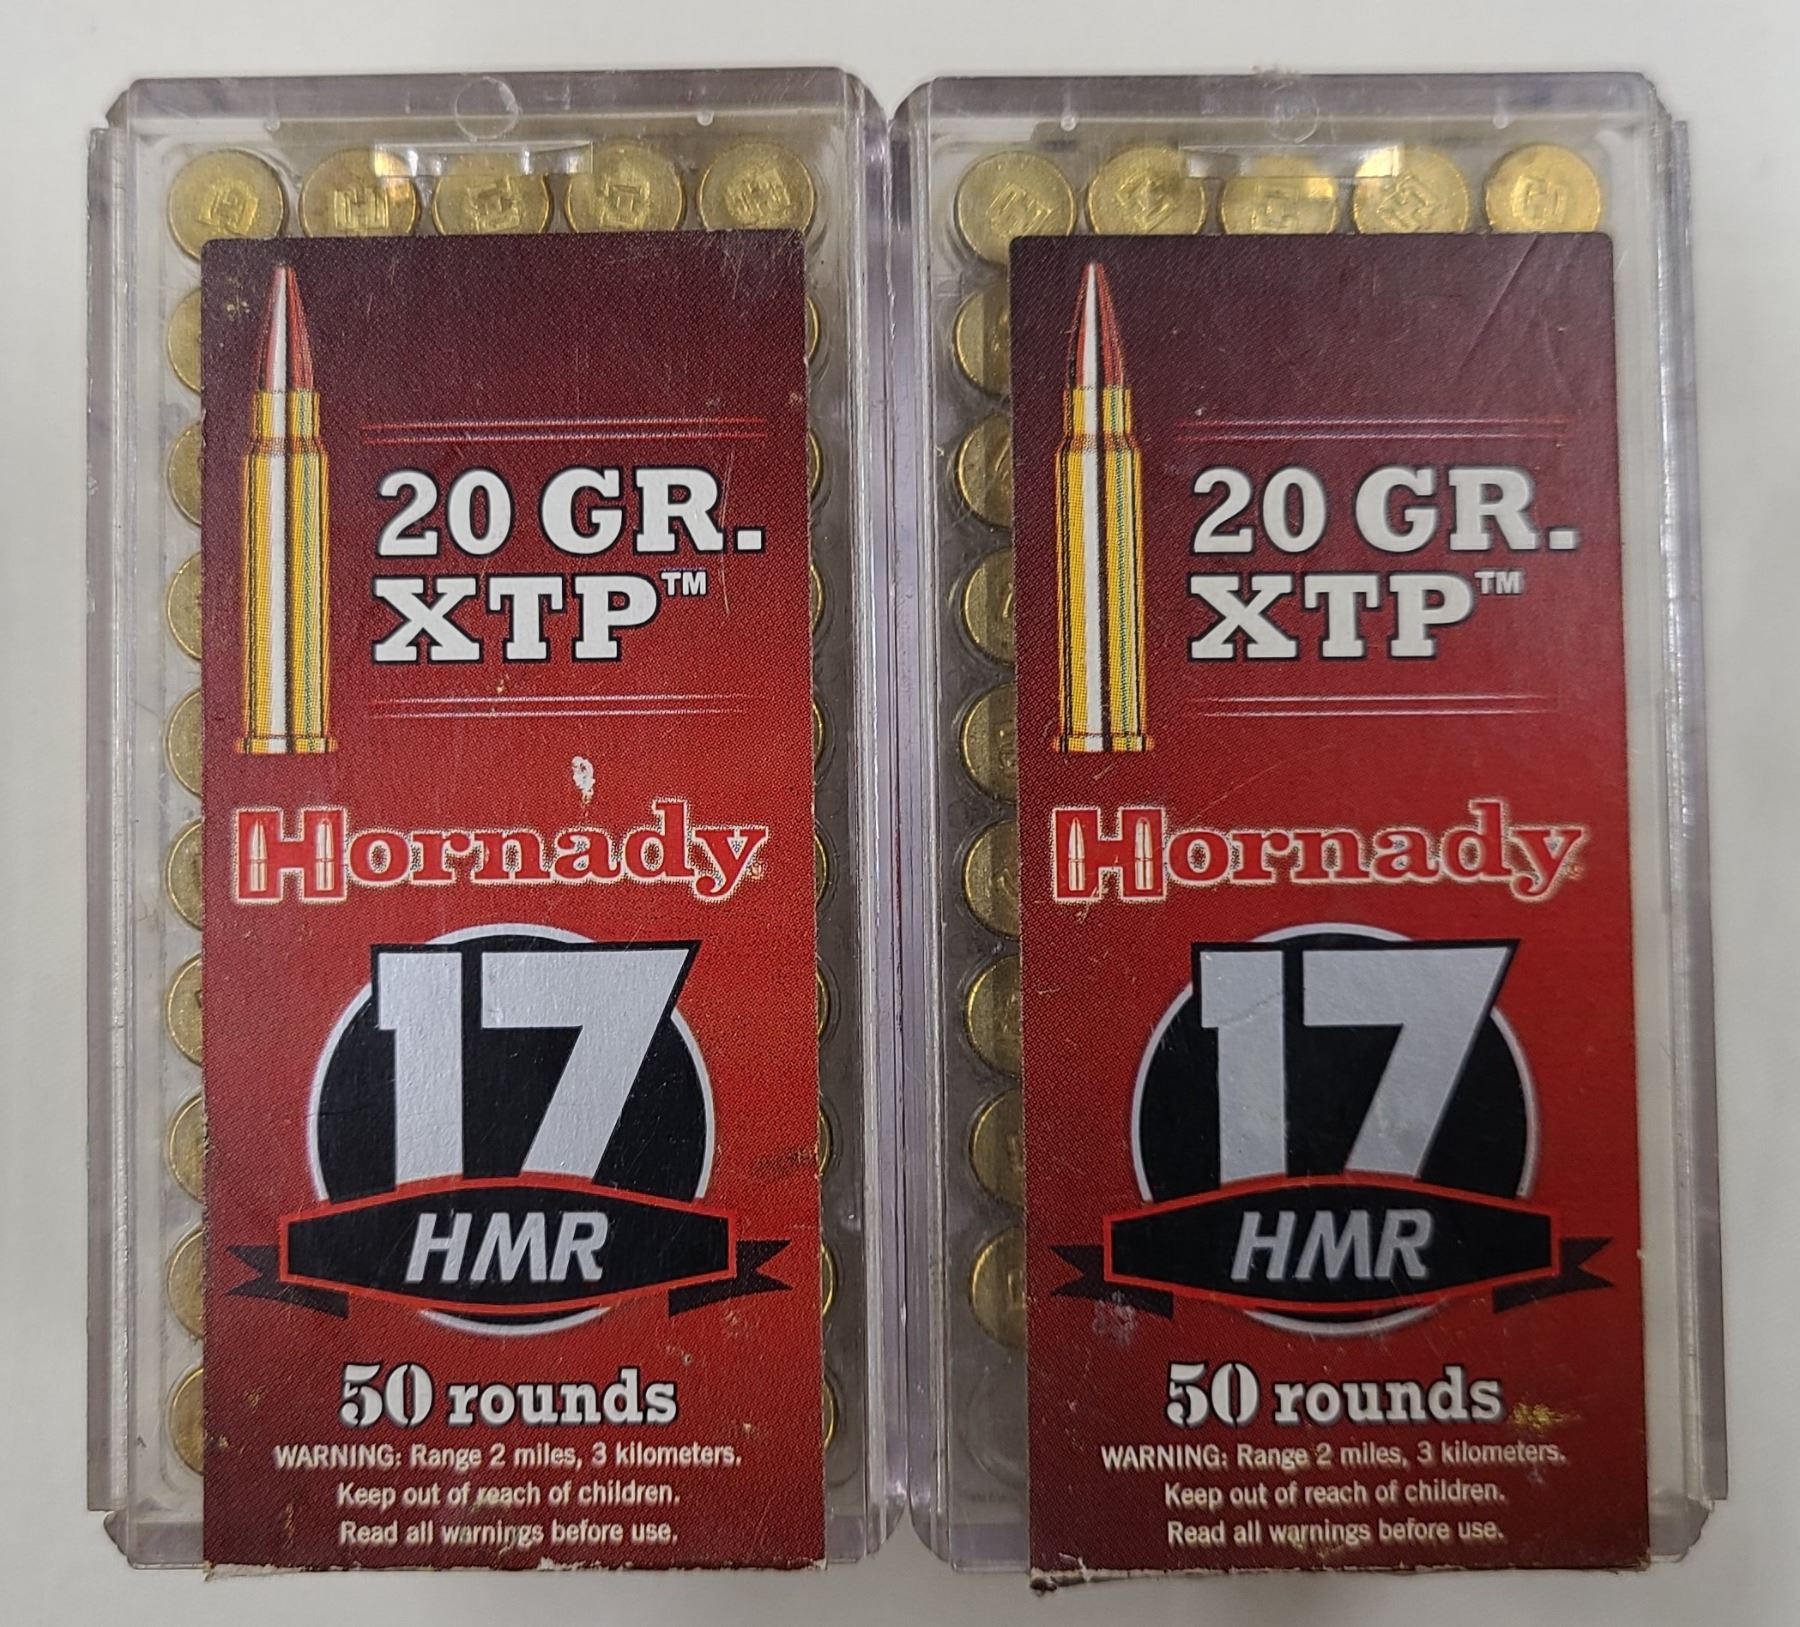 20 GR.
XTP™
Hornady
17
HMR
50 rounds
WARNING: Range 2 miles, 3 kilometers.
Keep out of reach of children.
Read all warnings before use.
20 GR.
XTP™
Hornady
17
HMR
50 rounds
WARNING: Range 2 miles, 3 kilometers.
Keep out of reach of children.
Read all warnings before use.